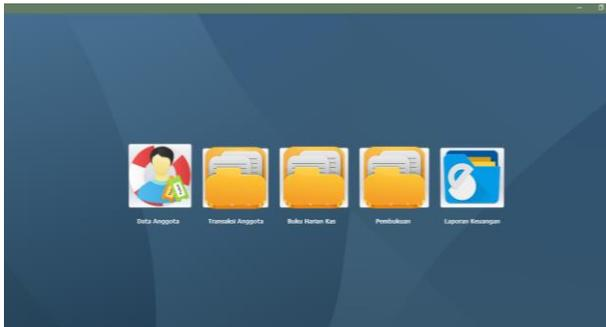 Data Anggota
Transaksi Anggota
Buku Harian Kas
Pembukuan
Laporan Keuangan